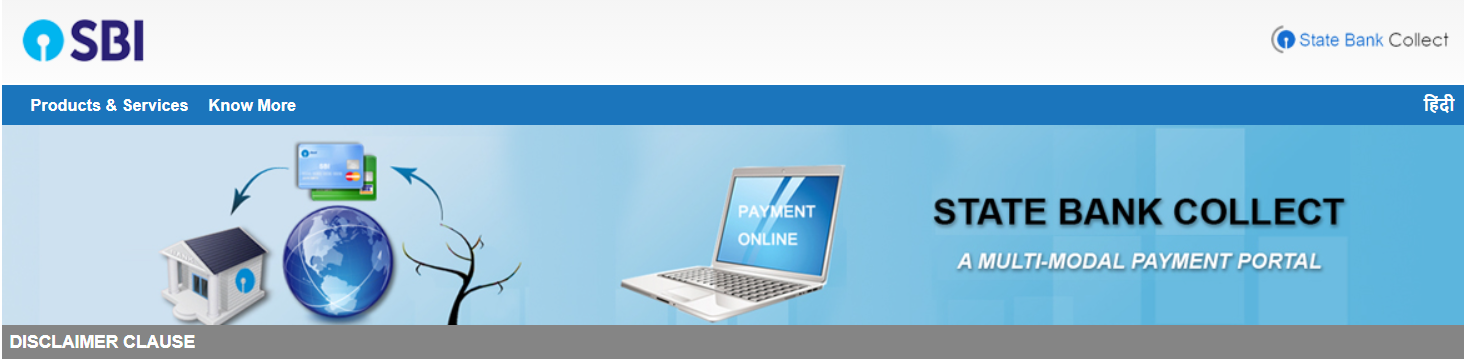 SBI
State Bank Collect
Products & Services Know More हिंदी
SBI
PAYMENT
ONLINE
STATE BANK COLLECT
A MULTI-MODAL PAYMENT PORTAL
DISCLAIMER CLAUSE